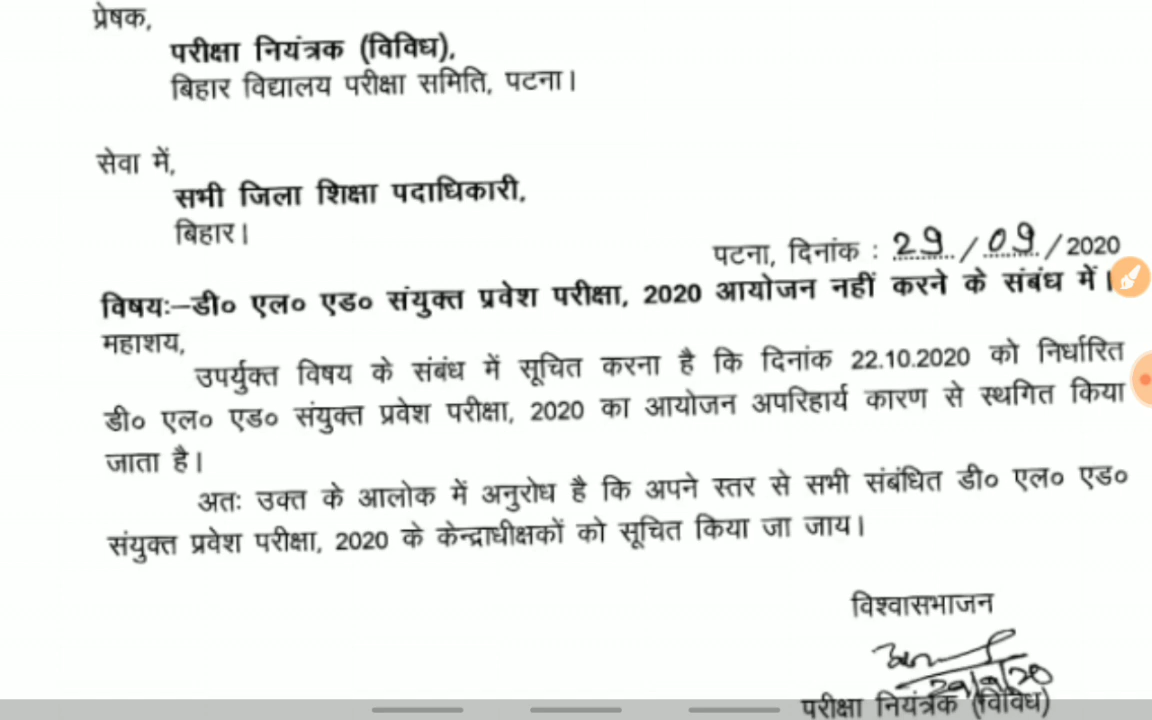 प्रेषक,
परीक्षा नियंत्रक (विविध),
बिहार विद्यालय परीक्षा समिति, पटना।
सेवा में,
सभी जिला शिक्षा पदाधिकारी,
बिहार।
पटना, दिनांक : 29/09/2020
विषयः–डी० एल० एड० संयुक्त प्रवेश परीक्षा, 2020 आयोजन नहीं करने के संबंध में।
महाशय,
उपर्युक्त विषय के संबंध में सूचित करना है कि दिनांक 22.10.2020 को निर्धारित
डी० एल० एड० संयुक्त प्रवेश परीक्षा, 2020 का आयोजन अपरिहार्य कारण से स्थगित किया
जाता है।
अतः उक्त के आलोक में अनुरोध है कि अपने स्तर से सभी संबंधित डी० एल० एड०
संयुक्त प्रवेश परीक्षा, 2020 के केन्द्राधीक्षकों को सूचित किया जा जाय।
विश्वासभाजन
29/9/20
परीक्षा नियंत्रक (विविध)